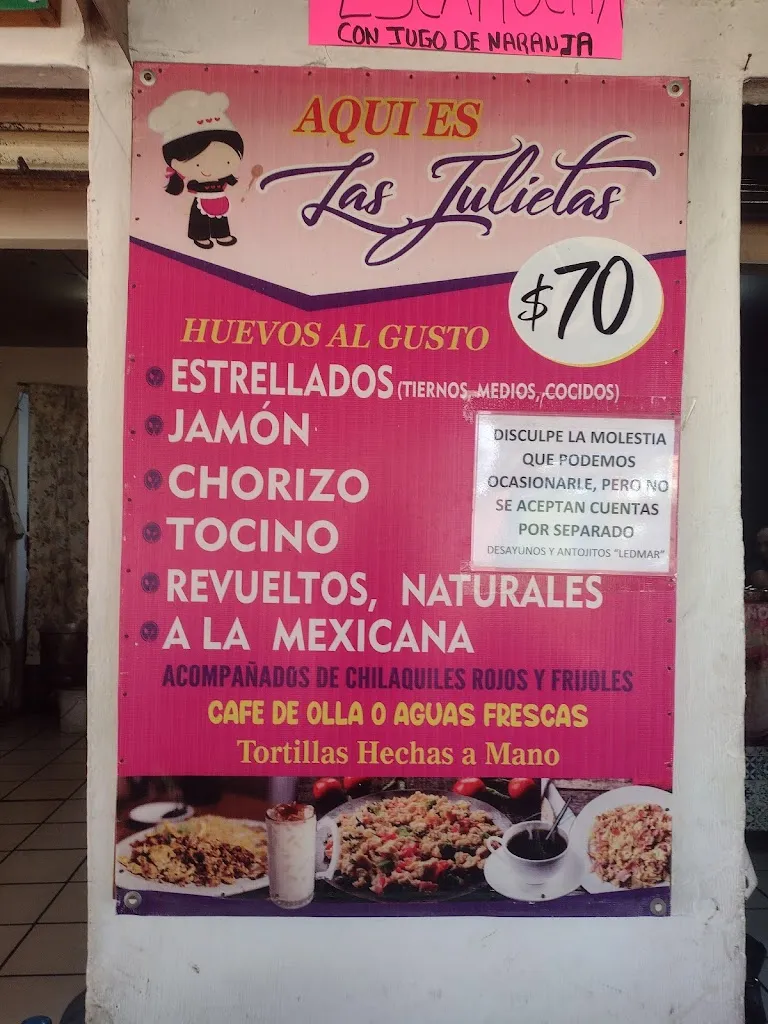 ESCAMOCHA
CON JUGO DE NARANJA
AQUI ES
Las Julietas
$70
HUEVOS AL GUSTO
ESTRELLADOS (TIERNOS, MEDIOS, COCIDOS)
JAMÓN
CHORIZO
TOCINO
REVUELTOS, NATURALES
A LA MEXICANA
DISCULPE LA MOLESTIA
QUE PODEMOS
OCASIONARLE, PERO NO
SE ACEPTAN CUENTAS
POR SEPARADO
DESAYUNOS Y ANTOJITOS "LEDMAR"
ACOMPAÑADOS DE CHILAQUILES ROJOS Y FRIJOLES
CAFE DE OLLA O AGUAS FRESCAS
Tortillas Hechas a Mano